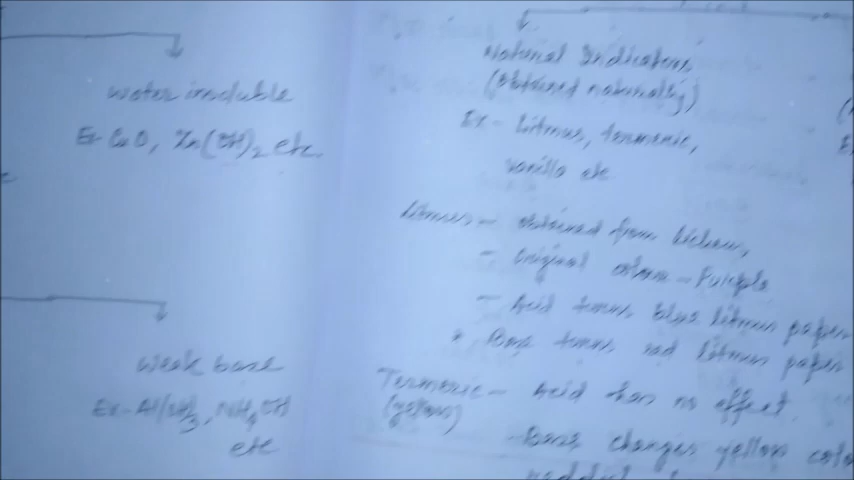 water insoluble
Ex CuO, Zn(OH)2 etc.
weak base
Ex- Al(OH)3, NH4OH
etc
Natural Indicators
(Obtained naturally)
Ex- Litmus, termeric,
vanilla etc
Litmus - obtained from lichen,
- Original colour - Purple
- Acid turns blue litmus paper
Base turns red litmus paper
Termeric - Acid has no effect
(yellow)
- Base changes yellow